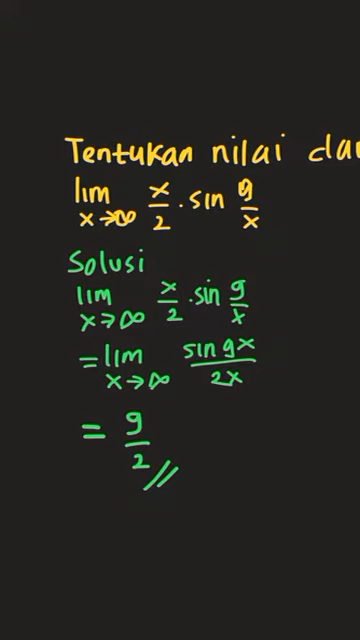 Tentukan nilai dar
lim x→∞ x/2 . sin 9/x
Solusi
lim x→∞ x/2 . sin 9/x
= lim x→∞ sin 9x/2x
= 9/2 //